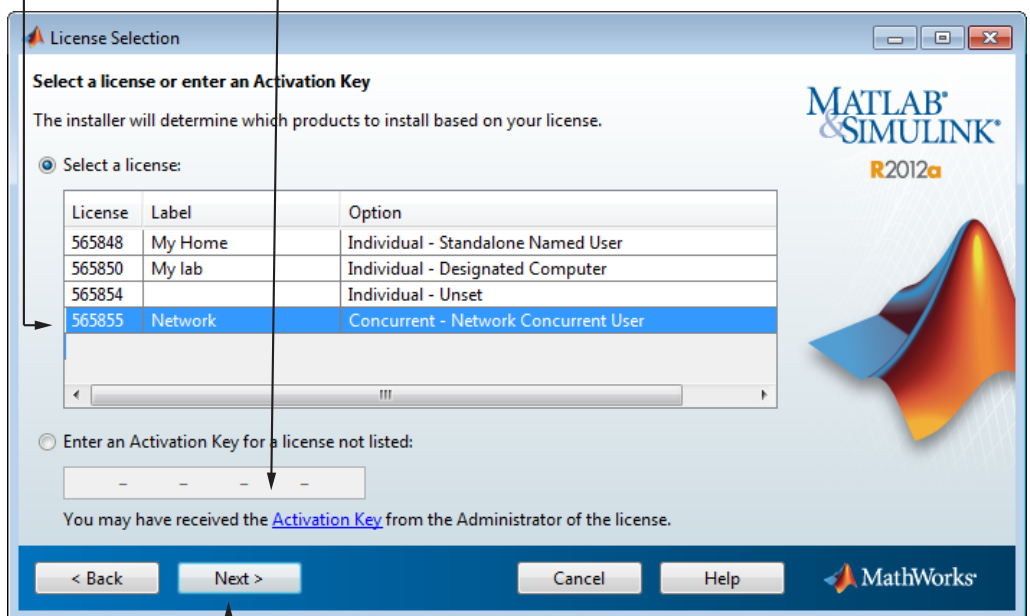 License Selection
Select a license or enter an Activation Key
The installer will determine which products to install based on your license.
MATLAB®
&SIMULINK®
R2012a
Select a license:
License Label Option
565848 My Home Individual - Standalone Named User
565850 My lab Individual - Designated Computer
565854 Individual - Unset
565855 Network Concurrent - Network Concurrent User
Enter an Activation Key for a license not listed:
- - - -
You may have received the Activation Key from the Administrator of the license.
< Back Next > Cancel Help MathWorks®